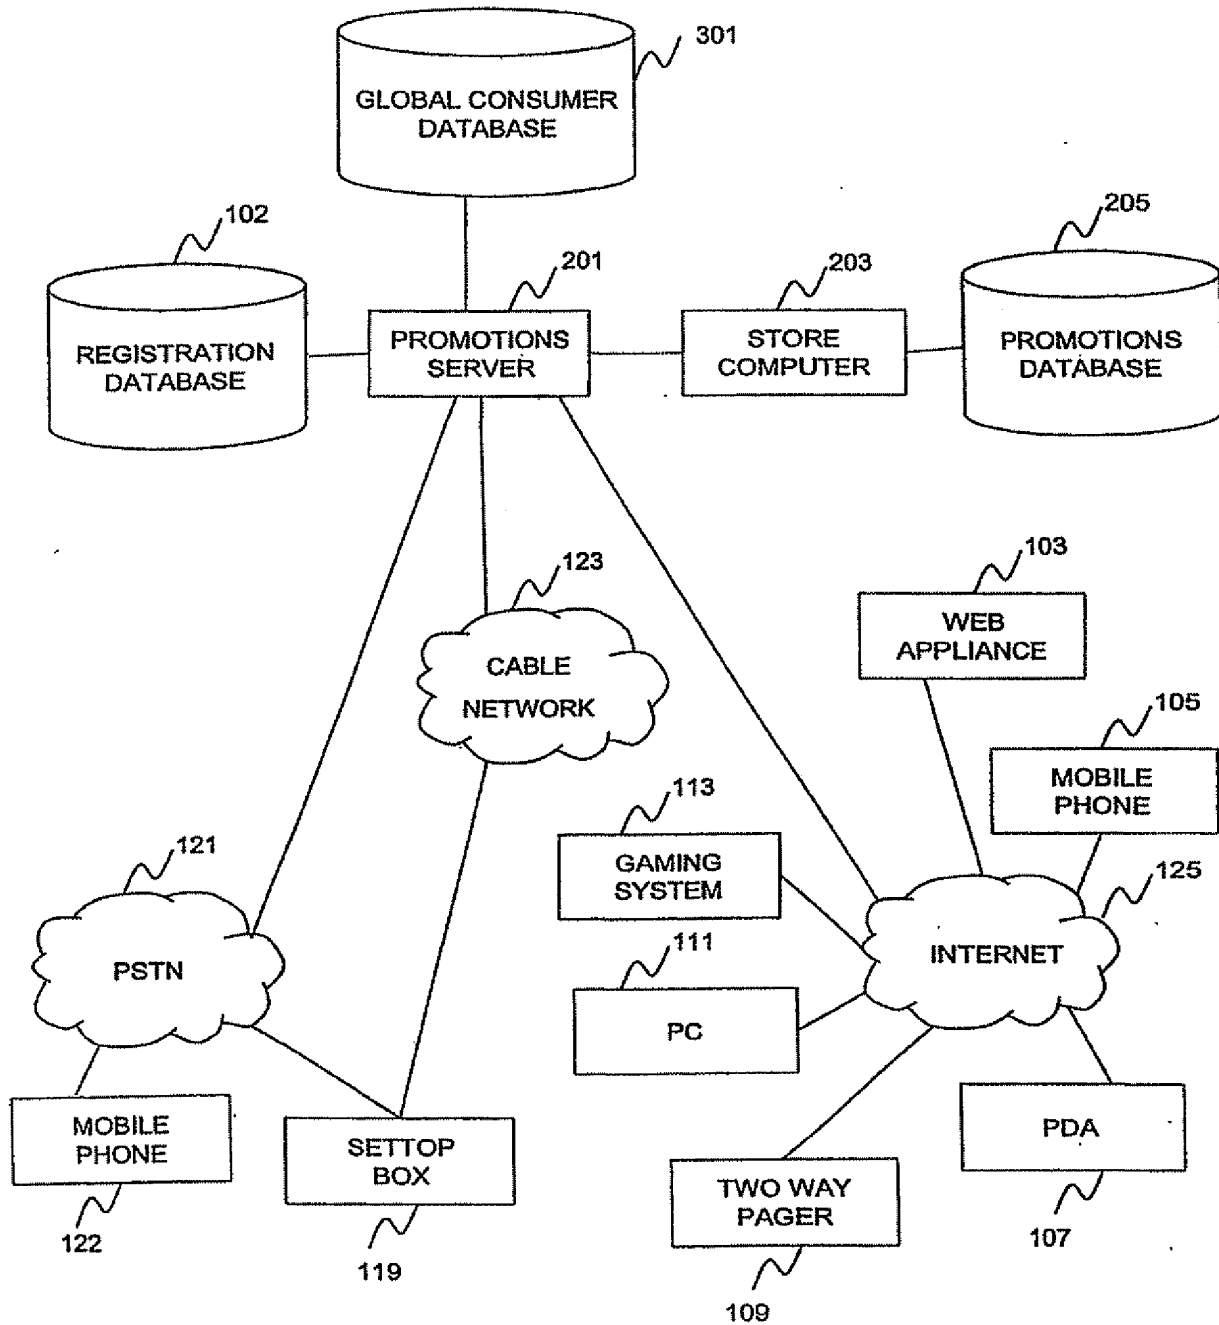 301
GLOBAL CONSUMER
DATABASE
102
205
201
203
REGISTRATION
DATABASE
PROMOTIONS
SERVER
STORE
COMPUTER
PROMOTIONS
DATABASE
123
103
CABLE
NETWORK
WEB
APPLIANCE
105
MOBILE
PHONE
113
GAMING
SYSTEM
121
125
PSTN
INTERNET
111
PC
MOBILE
PHONE
SETTOP
BOX
PDA
TWO WAY
PAGER
122
119
107
109